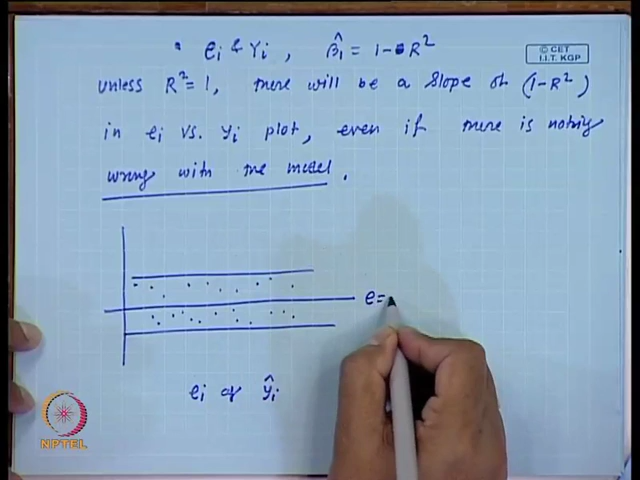 • ei & Yi , β̂1 = 1-R²
© CET
I.I.T. KGP
unless R²=1, there will be a slope of (1-R²)
in ei vs. yi plot, even if there is nothing
wrong with the model.
e=
ei ag ŷi
NPTEL